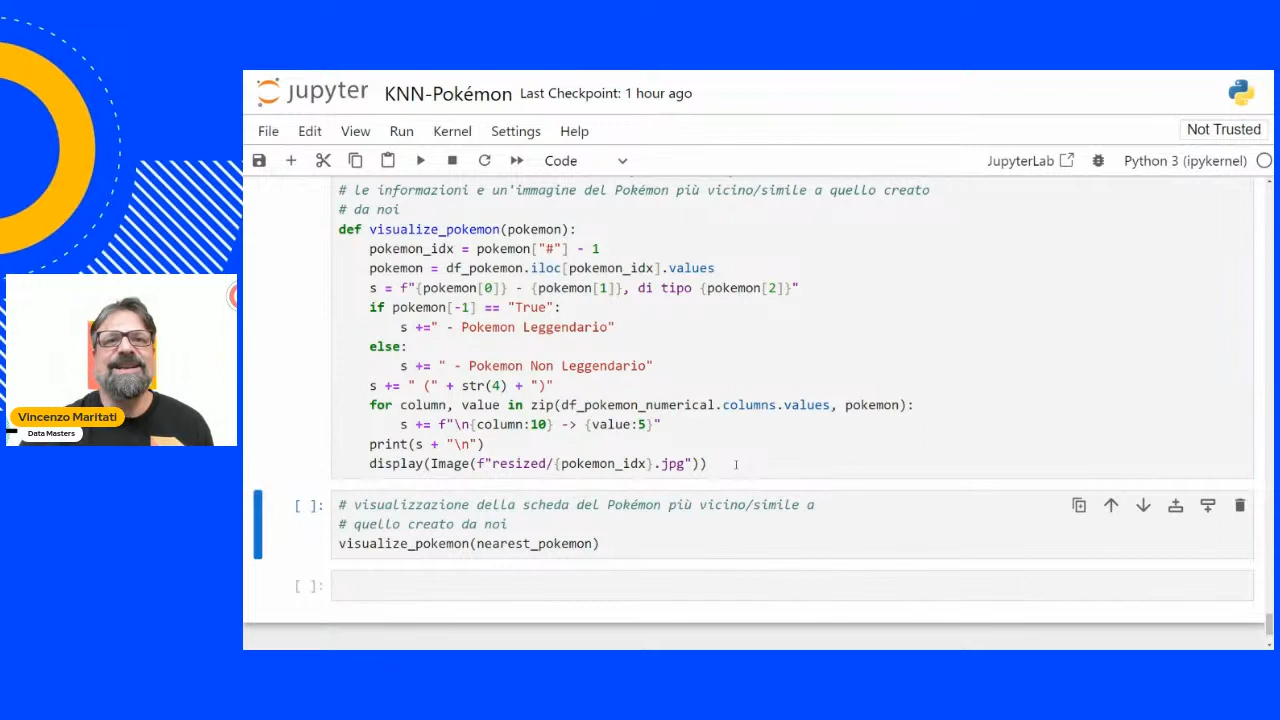 jupyter KNN-Pokémon Last Checkpoint: 1 hour ago
File Edit View Run Kernel Settings Help Not Trusted
Code JupyterLab Python 3 (ipykernel)
# le informazioni e un'immagine del Pokémon più vicino/simile a quello creato
# da noi
def visualize_pokemon(pokemon):
    pokemon_idx = pokemon["#"] - 1
    pokemon = df_pokemon.iloc[pokemon_idx].values
    s = f"{pokemon[0]} - {pokemon[1]}, di tipo {pokemon[2]}"
    if pokemon[-1] == "True":
        s +=" - Pokemon Leggendario"
    else:
        s += " - Pokemon Non Leggendario"
    s += " (" + str(4) + ")"
    for column, value in zip(df_pokemon_numerical.columns.values, pokemon):
        s += f"\n{column:10} -> {value:5}"
    print(s + "\n")
    display(Image(f"resized/{pokemon_idx}.jpg"))
[ ]: # visualizzazione della scheda del Pokémon più vicino/simile a
# quello creato da noi
visualize_pokemon(nearest_pokemon)
[ ]:
Vincenzo Maritati
Data Masters